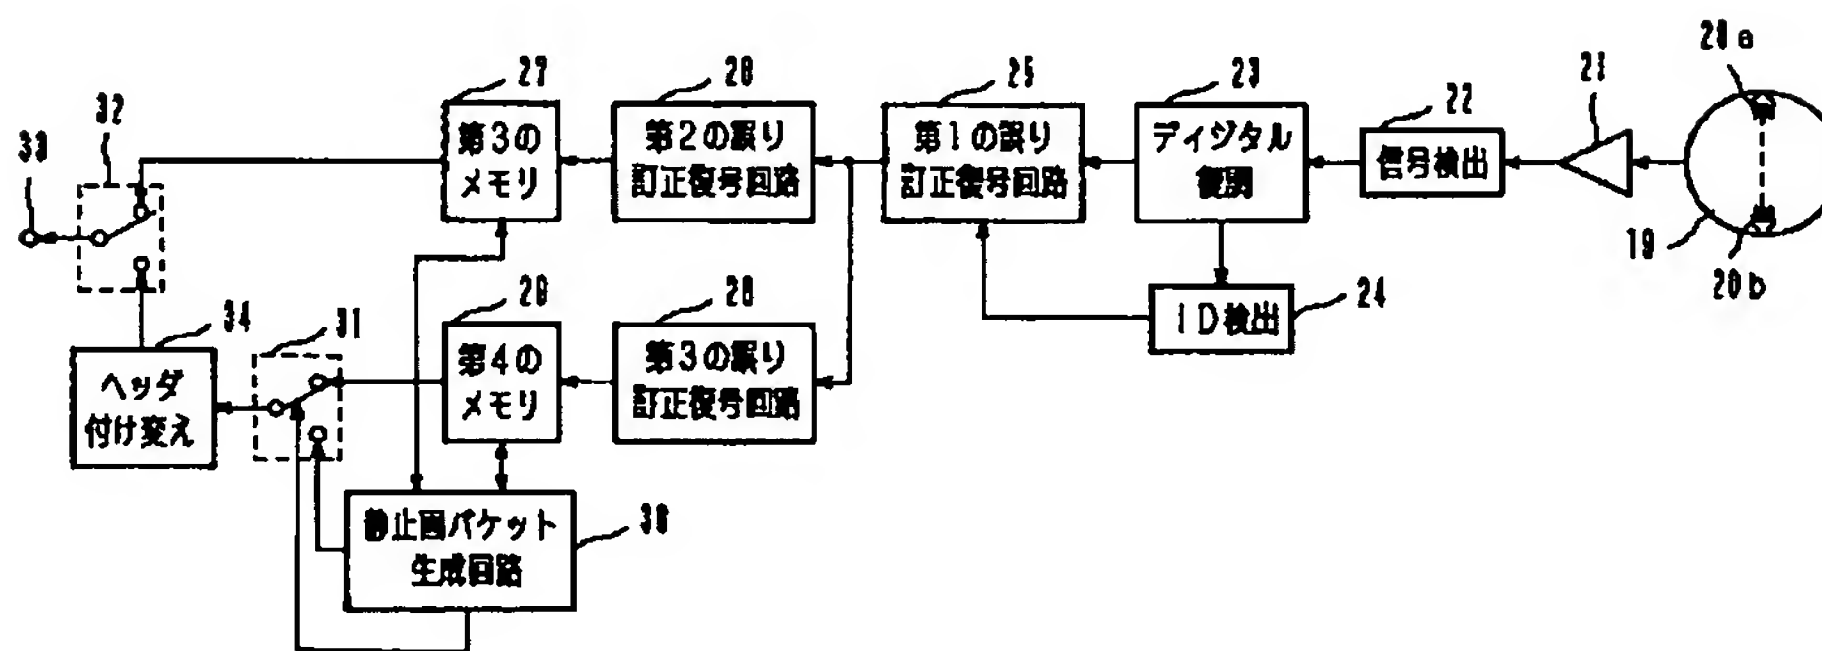 20a
27
26
25
23
21
32
22
33
第3の
メモリ
第2の誤り
訂正復号回路
第1の誤り
訂正復号回路
ディジタル
復調
信号検出
19
20b
34
31
29
28
24
ID検出
ヘッダ
付け変え
第4の
メモリ
第3の誤り
訂正復号回路
静止画パケット
生成回路
30